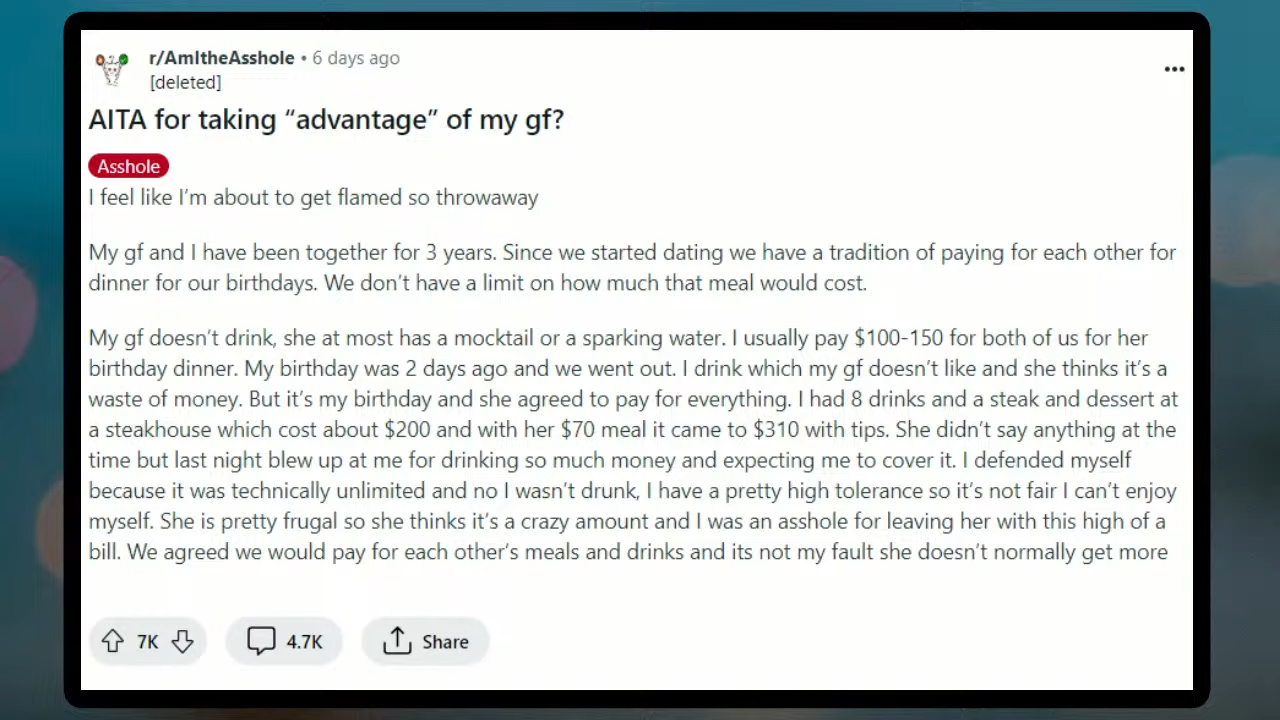 r/AmItheAsshole • 6 days ago
[deleted]
AITA for taking “advantage” of my gf?
Asshole
I feel like I’m about to get flamed so throwaway
My gf and I have been together for 3 years. Since we started dating we have a tradition of paying for each other for
dinner for our birthdays. We don’t have a limit on how much that meal would cost.
My gf doesn’t drink, she at most has a mocktail or a sparking water. I usually pay $100-150 for both of us for her
birthday dinner. My birthday was 2 days ago and we went out. I drink which my gf doesn’t like and she thinks it’s a
waste of money. But it’s my birthday and she agreed to pay for everything. I had 8 drinks and a steak and dessert at
a steakhouse which cost about $200 and with her $70 meal it came to $310 with tips. She didn’t say anything at the
time but last night blew up at me for drinking so much money and expecting me to cover it. I defended myself
because it was technically unlimited and no I wasn’t drunk, I have a pretty high tolerance so it’s not fair I can’t enjoy
myself. She is pretty frugal so she thinks it’s a crazy amount and I was an asshole for leaving her with this high of a
bill. We agreed we would pay for each other’s meals and drinks and its not my fault she doesn’t normally get more
7K
4.7K
Share